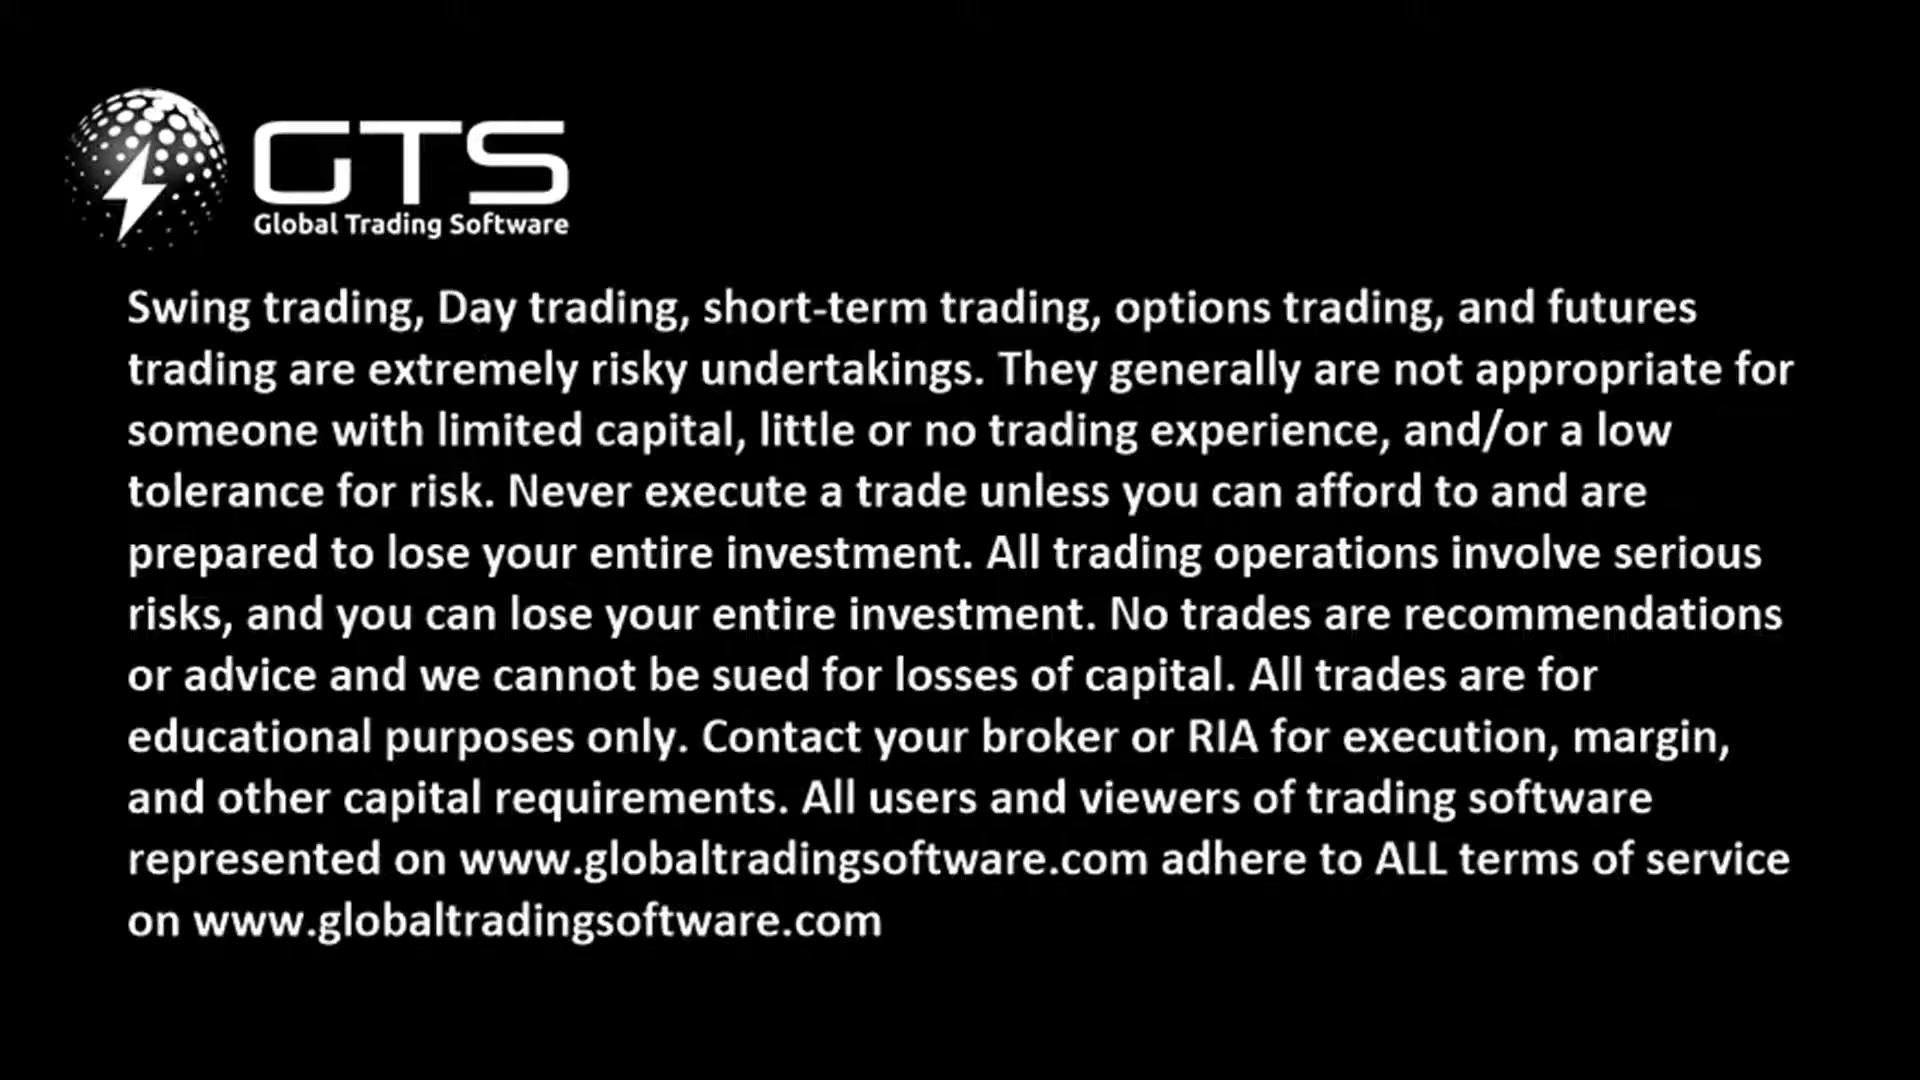 GTS
Global Trading Software
Swing trading, Day trading, short-term trading, options trading, and futures
trading are extremely risky undertakings. They generally are not appropriate for
someone with limited capital, little or no trading experience, and/or a low
tolerance for risk. Never execute a trade unless you can afford to and are
prepared to lose your entire investment. All trading operations involve serious
risks, and you can lose your entire investment. No trades are recommendations
or advice and we cannot be sued for losses of capital. All trades are for
educational purposes only. Contact your broker or RIA for execution, margin,
and other capital requirements. All users and viewers of trading software
represented on www.globaltradingsoftware.com adhere to ALL terms of service
on www.globaltradingsoftware.com